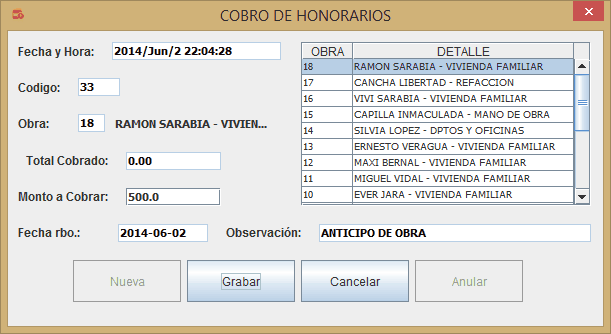 COBRO DE HONORARIOS
Fecha y Hora: 2014/Jun/2 22:04:28
Codigo: 33
Obra: 18 RAMON SARABIA - VIVIEN...
Total Cobrado: 0.00
Monto a Cobrar: 500.0
OBRA DETALLE
18 RAMON SARABIA - VIVIENDA FAMILIAR
17 CANCHA LIBERTAD - REFACCION
16 VIVI SARABIA - VIVIENDA FAMILIAR
15 CAPILLA INMACULADA - MANO DE OBRA
14 SILVIA LOPEZ - DPTOS Y OFICINAS
13 ERNESTO VERAGUA - VIVIENDA FAMILIAR
12 MAXI BERNAL - VIVIENDA FAMILIAR
11 MIGUEL VIDAL - VIVIENDA FAMILIAR
10 EVER JARA - VIVIENDA FAMILIAR
Fecha rbo.: 2014-06-02 Observación: ANTICIPO DE OBRA
Nueva Grabar Cancelar Anular